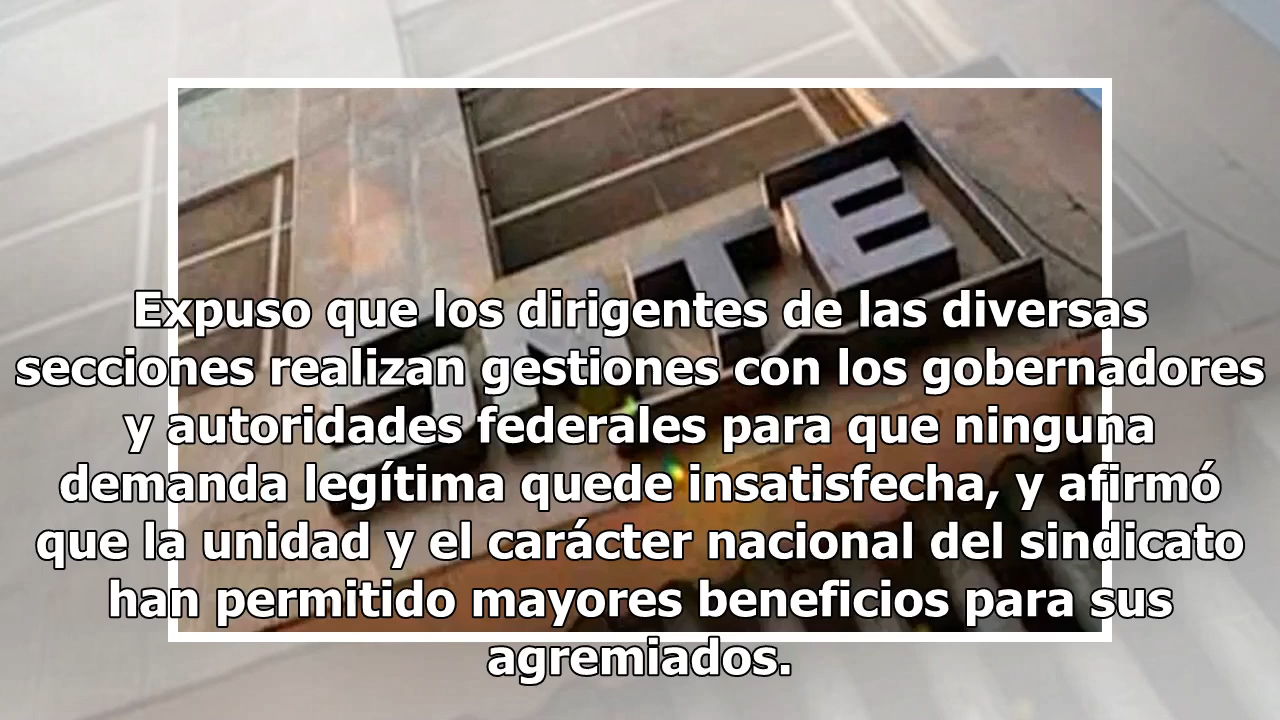 SNTE
Expuso que los dirigentes de las diversas
secciones realizan gestiones con los gobernadores
y autoridades federales para que ninguna
demanda legítima quede insatisfecha, y afirmó
que la unidad y el carácter nacional del sindicato
han permitido mayores beneficios para sus
agremiados.